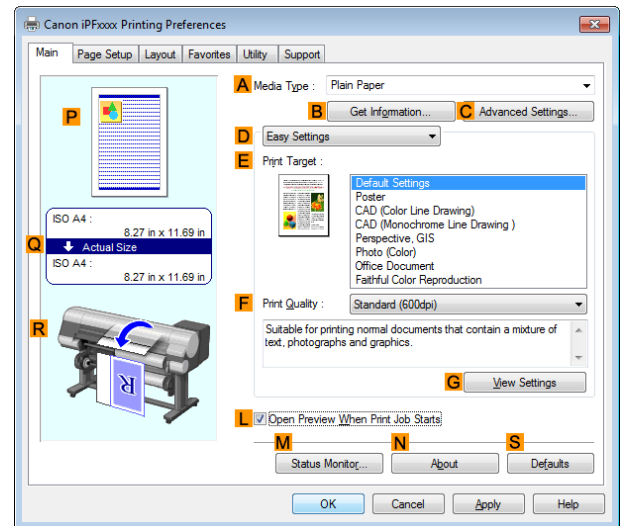 Canon iPFxxxx Printing Preferences
Main Page Setup Layout Favorites Utility Support
A Media Type : Plain Paper
B Get Information... C Advanced Settings...
D Easy Settings
E Print Target :
Default Settings
Poster
CAD (Color Line Drawing)
CAD (Monochrome Line Drawing )
Perspective, GIS
Photo (Color)
Office Document
Faithful Color Reproduction
F Print Quality : Standard (600dpi)
Suitable for printing normal documents that contain a mixture of
text, photographs and graphics.
G View Settings
L Open Preview When Print Job Starts
M N S
Status Monitor... About Defaults
P
ISO A4 :
8.27 in x 11.69 in
Q Actual Size
ISO A4 :
8.27 in x 11.69 in
R
R
OK Cancel Apply Help